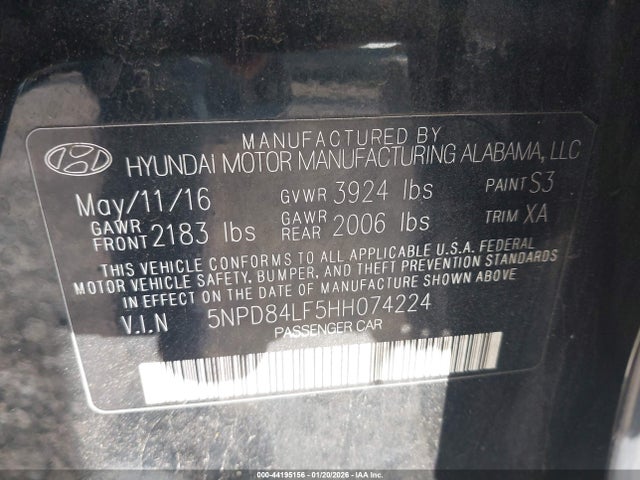 MANUFACTURED BY
HYUNDAI MOTOR MANUFACTURING ALABAMA, LLC
May/11/16 GVWR 3924 lbs PAINT S3
GAWR FRONT 2183 lbs GAWR REAR 2006 lbs TRIM XA
THIS VEHICLE CONFORMS TO ALL APPLICABLE U.S.A. FEDERAL
MOTOR VEHICLE SAFETY, BUMPER, AND THEFT PREVENTION STANDARDS
IN EFFECT ON THE DATE OF MANUFACTURE SHOWN ABOVE
V.I.N 5NPD84LF5HH074224
PASSENGER CAR
000-44195156 | 01/20/2026 | IAA Inc.